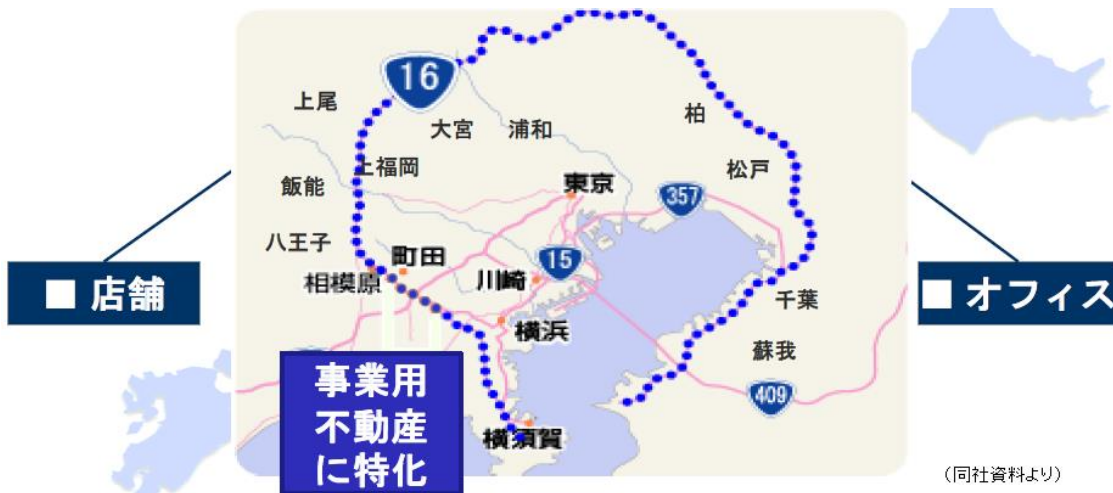 16
上尾
大宮
浦和
柏
上福岡
松戸
飯能
東京
357
八王子
町田
相模原
川崎
15
■ 店舗
■ オフィス
千葉
横浜
蘇我
事業用
不動産
に特化
409
横須賀
(同社資料より)